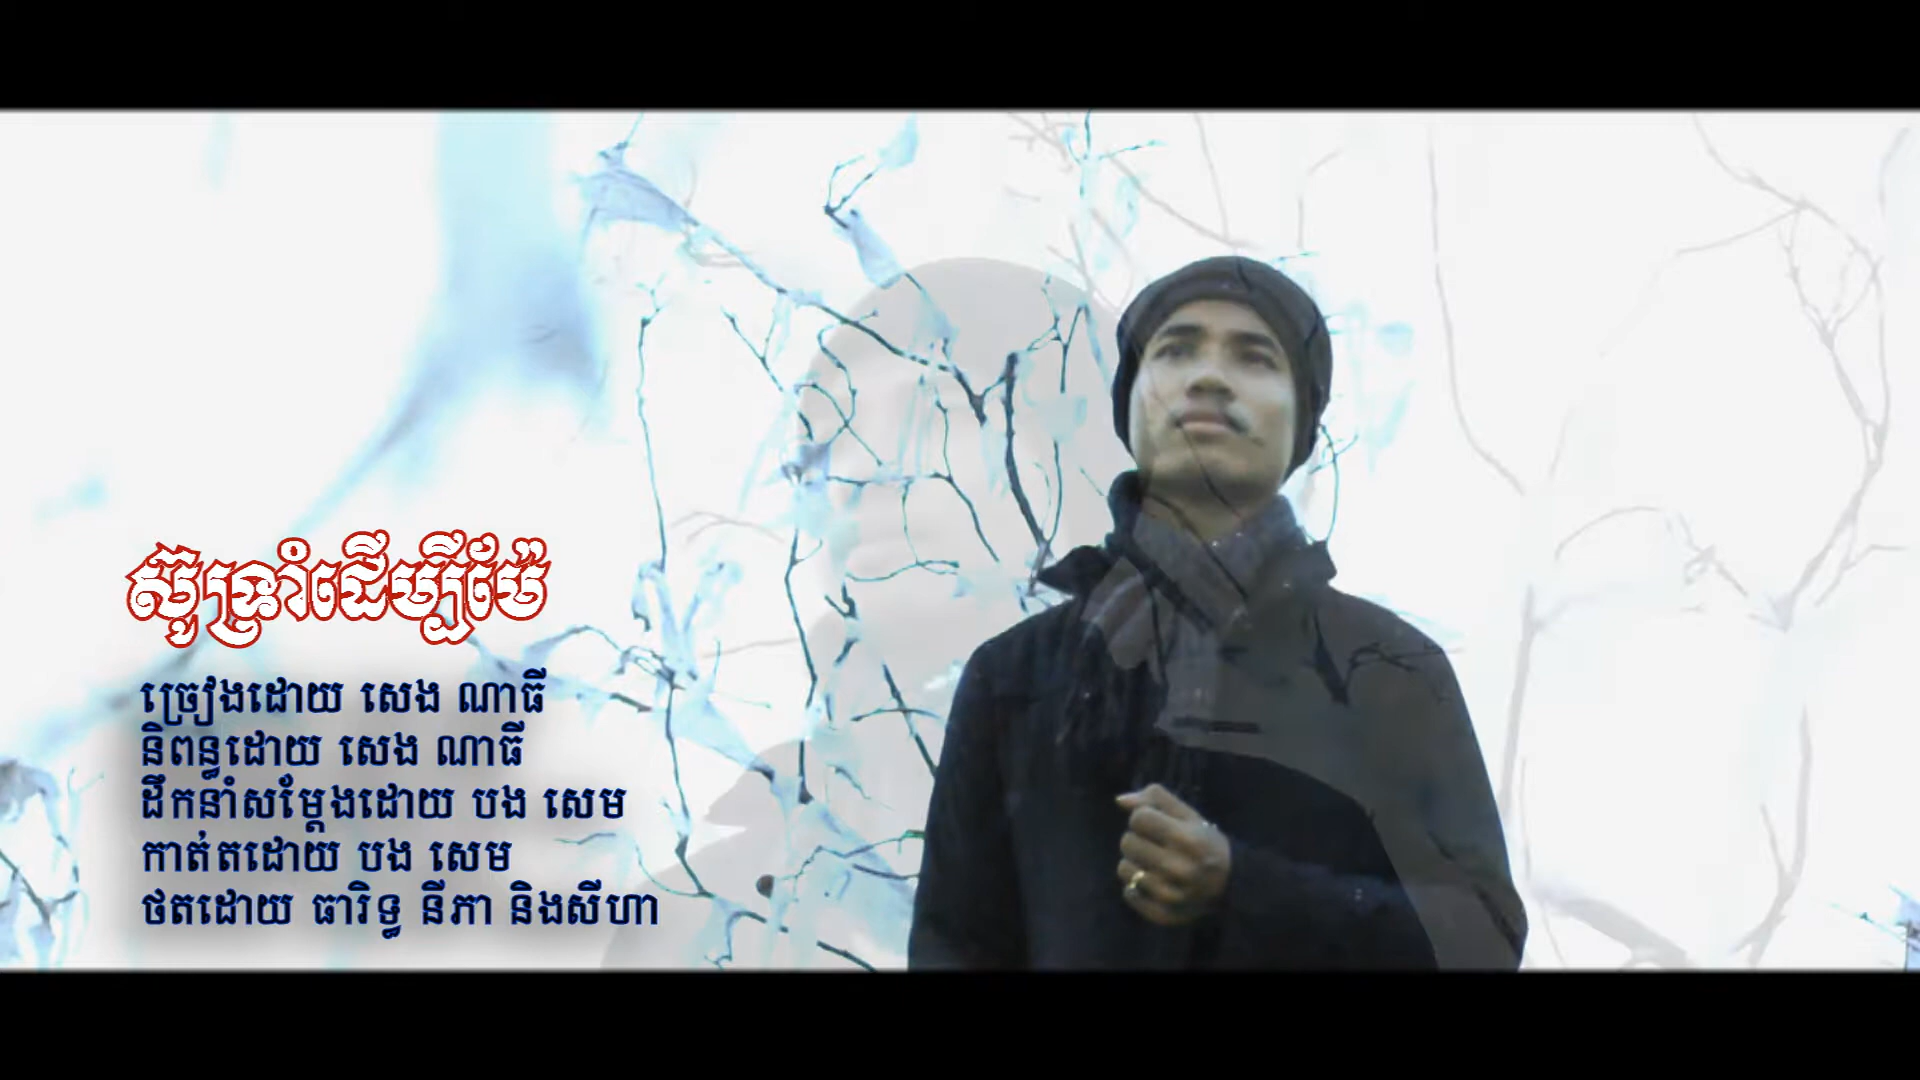 ស៊ូទ្រាំដើម្បីម៉ែ
ច្រៀងដោយ សេង ណាធី
និពន្ធដោយ សេង ណាធី
ដឹកនាំសម្តែងដោយ បង សេម
កាត់តដោយ បង សេម
ថតដោយ ធារិទ្ធ នីភា និងសីហា